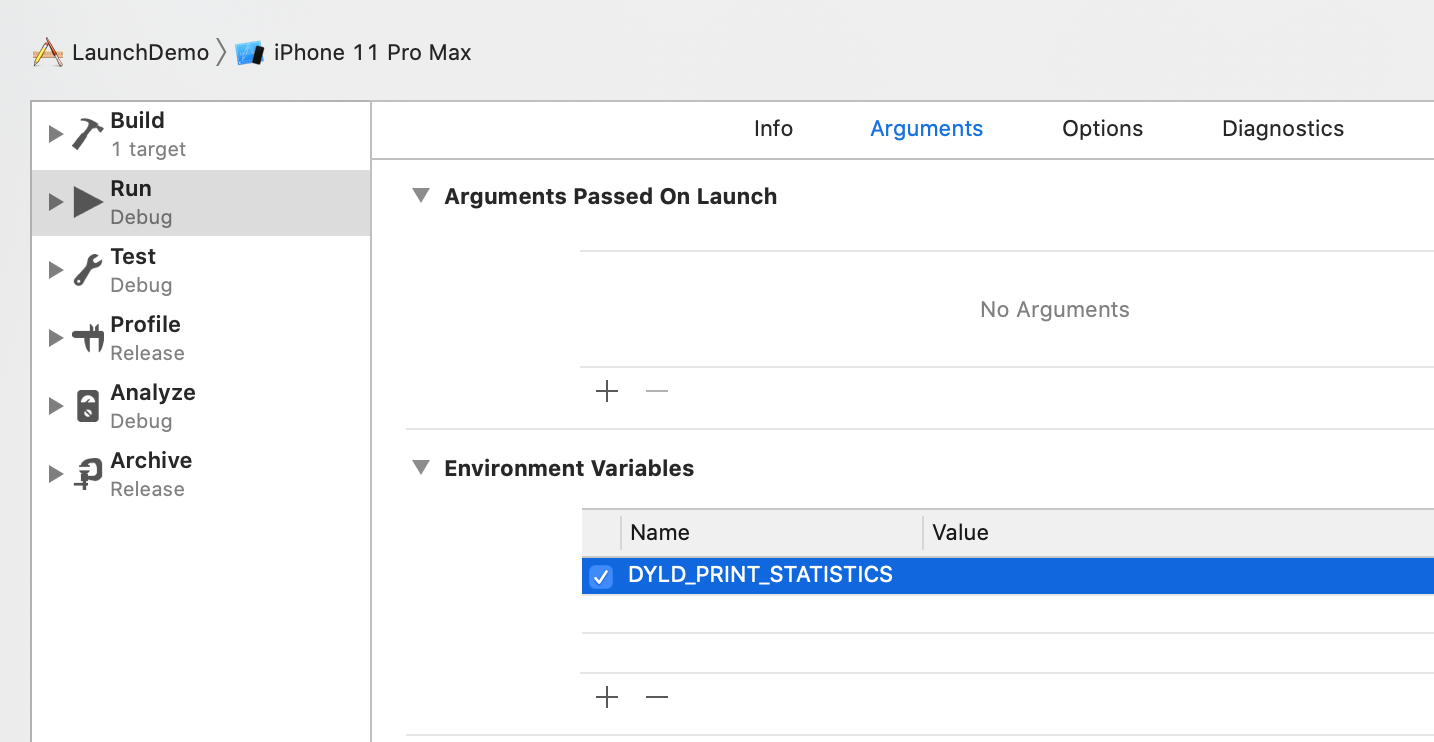 LaunchDemo iPhone 11 Pro Max
Build
1 target
Run
Debug
Test
Debug
Profile
Release
Analyze
Debug
Archive
Release
Info Arguments Options Diagnostics
Arguments Passed On Launch
No Arguments
Environment Variables
Name Value
DYLD_PRINT_STATISTICS